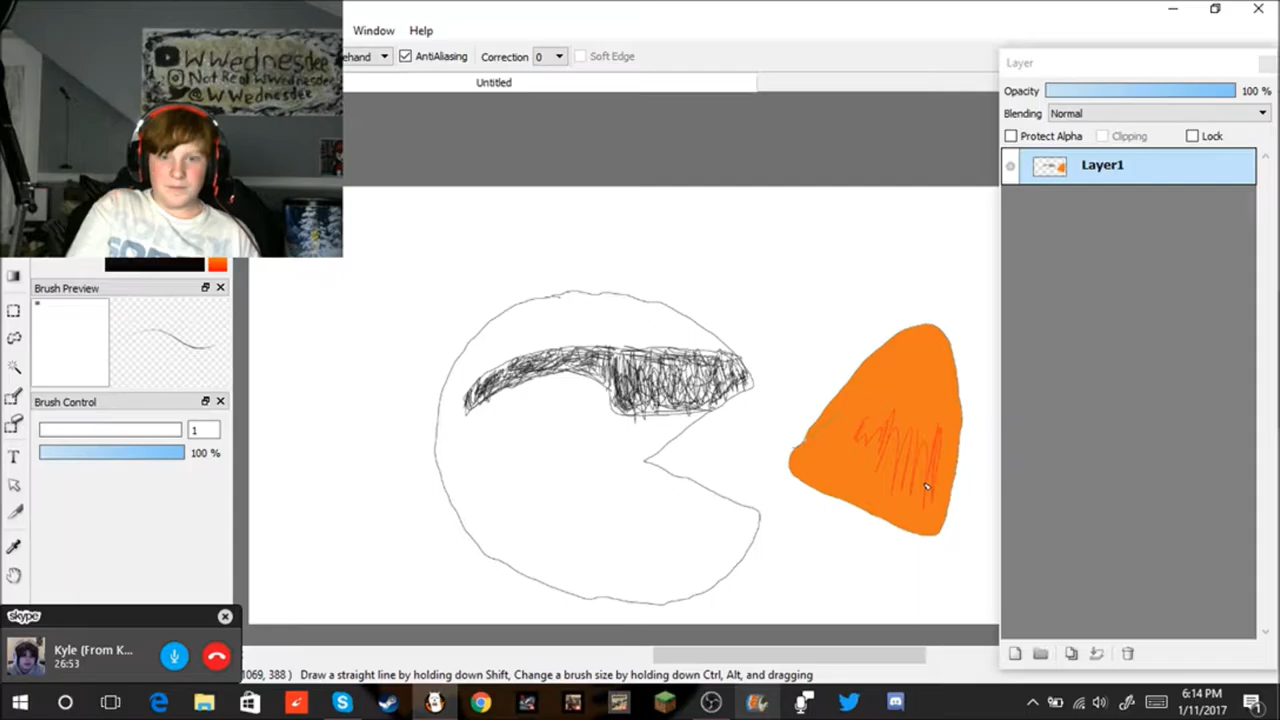 WWednesdee
Not Real WWednesdee
@WWednesdee
Window Help
ehand AntiAliasing Correction 0 Soft Edge
Untitled
Layer
Opacity 100 %
Blending Normal
Protect Alpha Clipping Lock
Layer1
Brush Preview
Brush Control
1
100 %
T
skype
Kyle (From K...
26:53
1069, 388 ) Draw a straight line by holding down Shift, Change a brush size by holding down Ctrl, Alt, and dragging
6:14 PM
1/11/2017